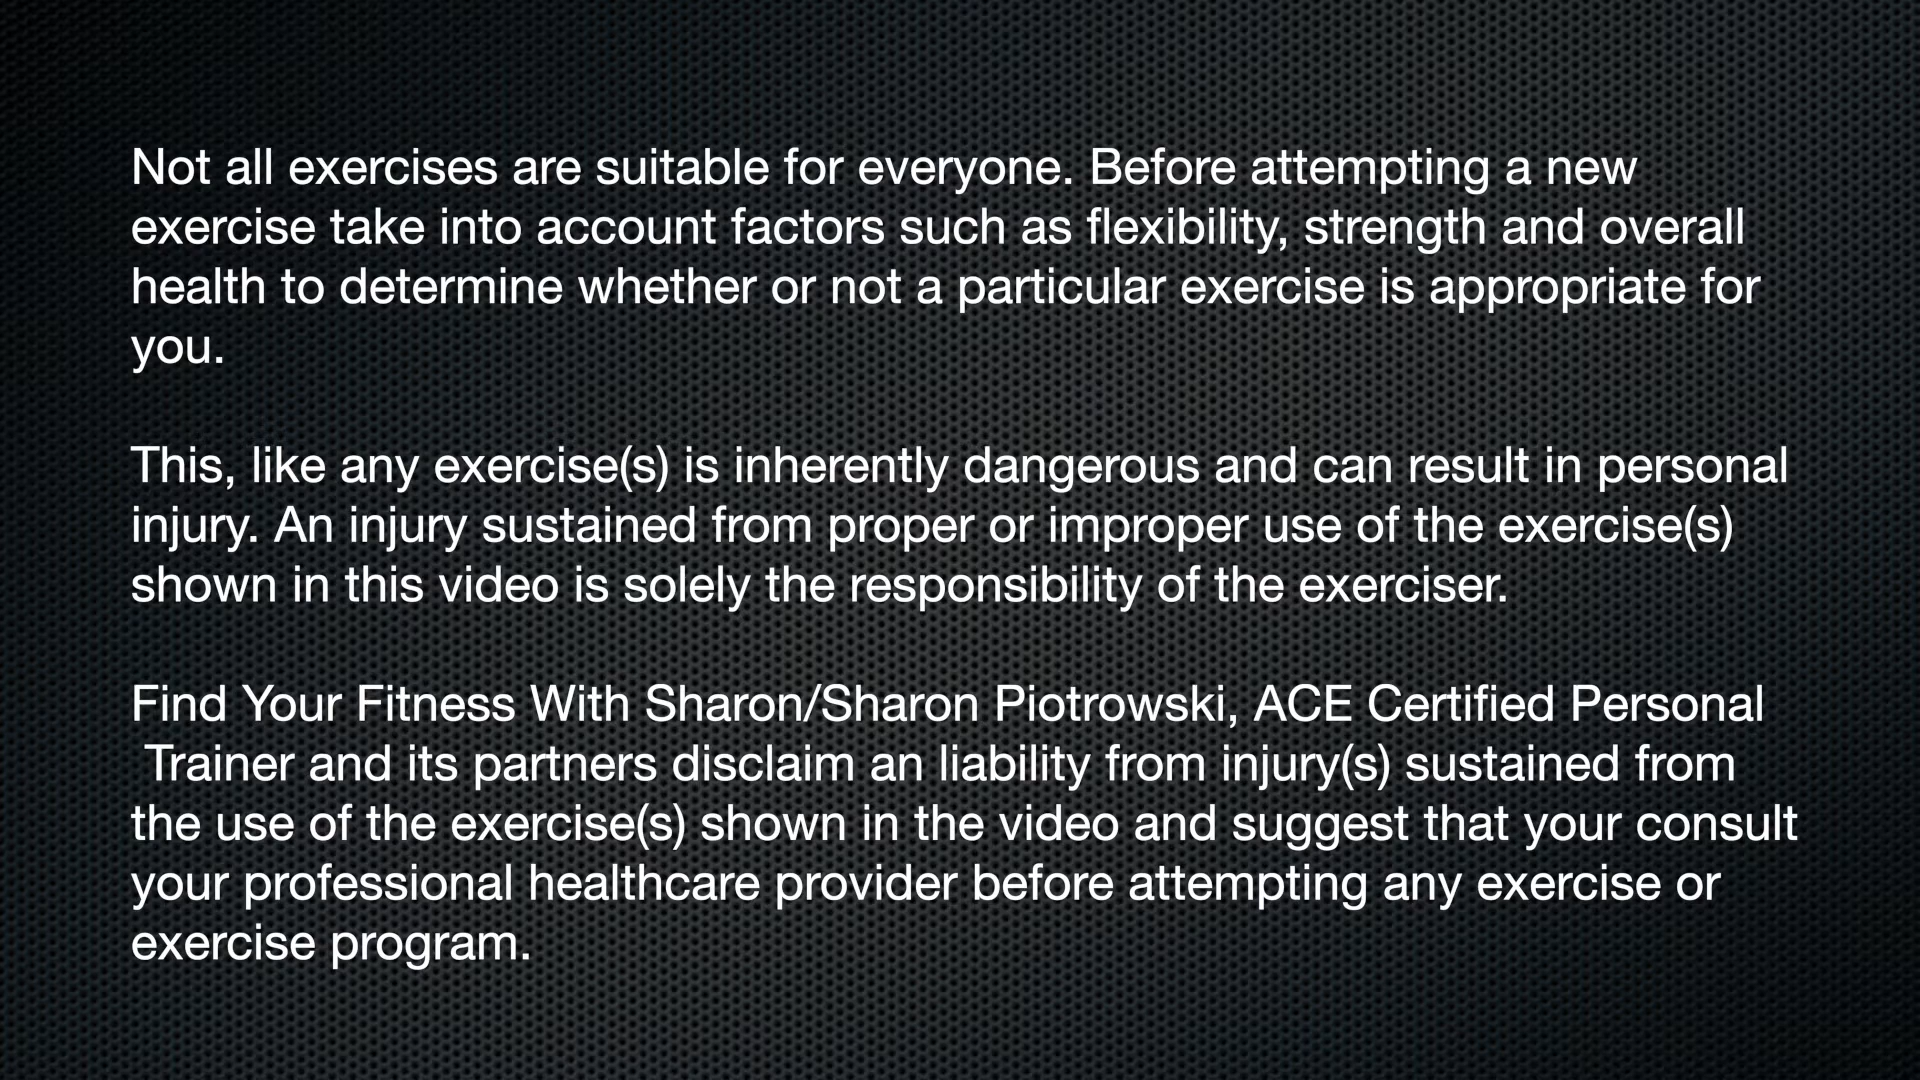 Not all exercises are suitable for everyone. Before attempting a new
exercise take into account factors such as flexibility, strength and overall
health to determine whether or not a particular exercise is appropriate for
you.
This, like any exercise(s) is inherently dangerous and can result in personal
injury. An injury sustained from proper or improper use of the exercise(s)
shown in this video is solely the responsibility of the exerciser.
Find Your Fitness With Sharon/Sharon Piotrowski, ACE Certified Personal
Trainer and its partners disclaim an liability from injury(s) sustained from
the use of the exercise(s) shown in the video and suggest that your consult
your professional healthcare provider before attempting any exercise or
exercise program.